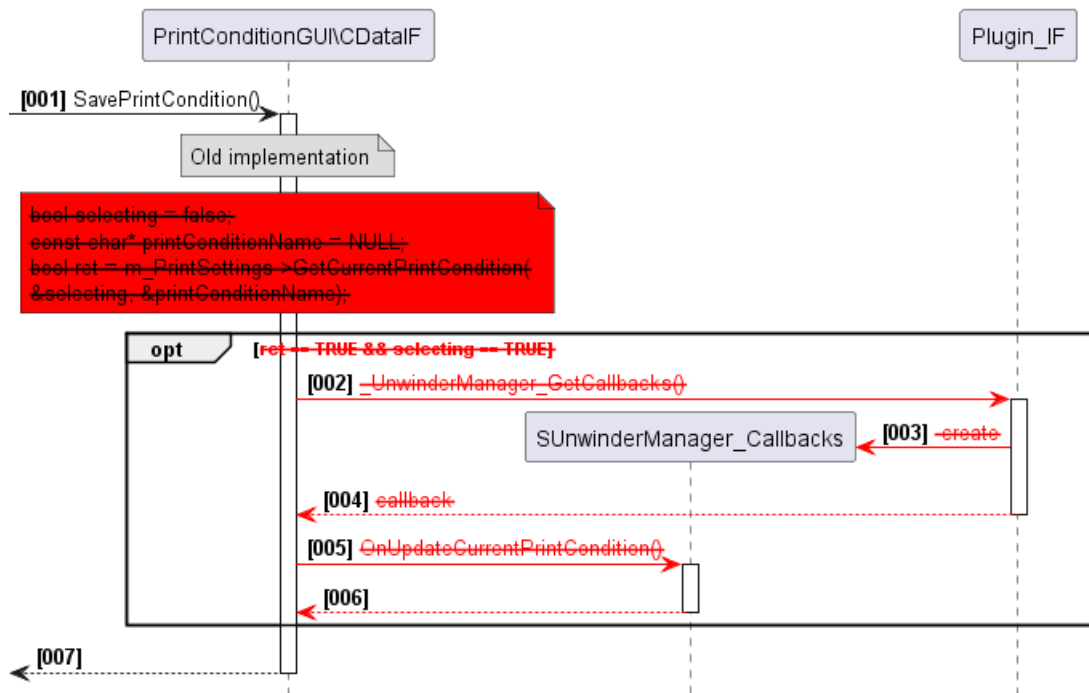 PrintConditionGUI\CDataIF
Plugin_IF
[001] SavePrintCondition()
Old implementation
bool selecting = false;
const char* printConditionName = NULL;
bool ret = m_PrintSettings->GetCurrentPrintCondition(
&selecting, &printConditionName);
opt
[ret == TRUE && selecting == TRUE]
[002] _UnwinderManager_GetCallbacks()
SUnwinderManager_Callbacks
[003] create
[004] callback
[005] OnUpdateCurrentPrintCondition()
[006]
[007]